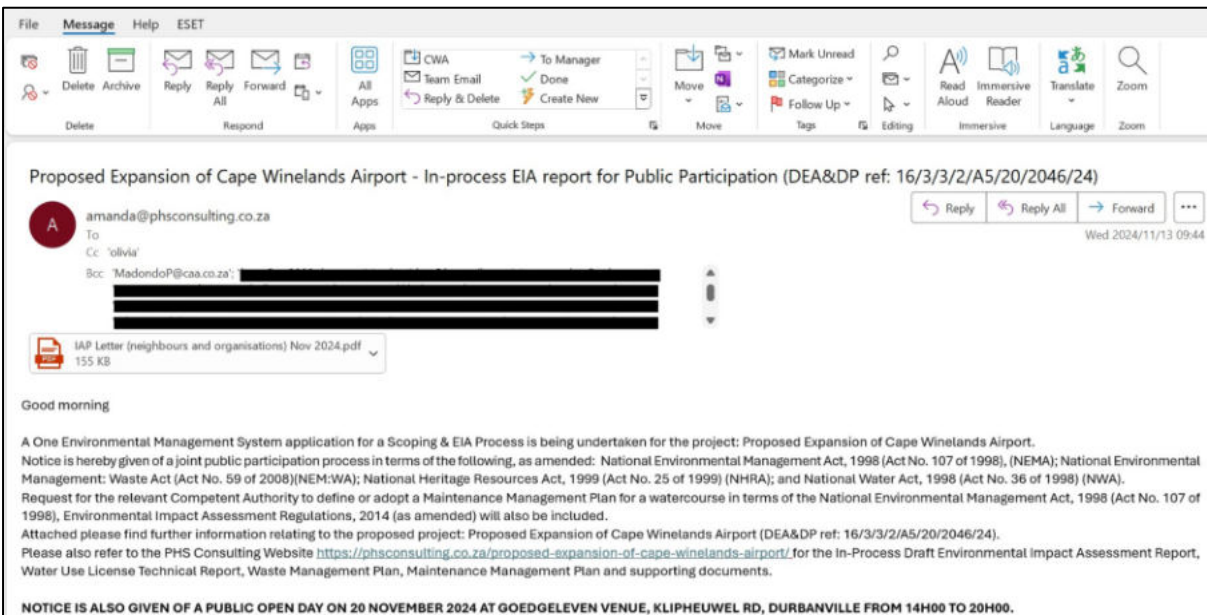 File Message Help ESET
Delete Archive
Reply Reply All Forward
All Apps
CWA To Manager
Team Email Done
Reply & Delete Create New
Move
Mark Unread
Categorize
Follow Up
Read Aloud Immersive Reader
Translate
Zoom
Delete Respond Apps Quick Steps Move Tags Editing Immersive Language Zoom
Proposed Expansion of Cape Winelands Airport - In-process EIA report for Public Participation (DEA&DP ref: 16/3/3/2/A5/20/2046/24)
A
amanda@phsconsulting.co.za
Reply Reply All Forward
To
Wed 2024/11/13 09:44
Cc 'olivia'
Bcc 'MadondoP@caa.co.za';
PDF
IAP Letter (neighbours and organisations) Nov 2024.pdf
155 KB
Good morning
A One Environmental Management System application for a Scoping & EIA Process is being undertaken for the project: Proposed Expansion of Cape Winelands Airport.
Notice is hereby given of a joint public participation process in terms of the following, as amended: National Environmental Management Act, 1998 (Act No. 107 of 1998), (NEMA); National Environmental
Management: Waste Act (Act No. 59 of 2008)(NEM:WA); National Heritage Resources Act, 1999 (Act No. 25 of 1999) (NHRA); and National Water Act, 1998 (Act No. 36 of 1998) (NWA).
Request for the relevant Competent Authority to define or adopt a Maintenance Management Plan for a watercourse in terms of the National Environmental Management Act, 1998 (Act No. 107 of
1998), Environmental Impact Assessment Regulations, 2014 (as amended) will also be included.
Attached please find further information relating to the proposed project: Proposed Expansion of Cape Winelands Airport (DEA&DP ref: 16/3/3/2/A5/20/2046/24).
Please also refer to the PHS Consulting Website https://phsconsulting.co.za/proposed-expansion-of-cape-winelands-airport/ for the In-Process Draft Environmental Impact Assessment Report,
Water Use License Technical Report, Waste Management Plan, Maintenance Management Plan and supporting documents.
NOTICE IS ALSO GIVEN OF A PUBLIC OPEN DAY ON 20 NOVEMBER 2024 AT GOEDGELEVEN VENUE, KLIPHEUWEL RD, DURBANVILLE FROM 14H00 TO 20H00.